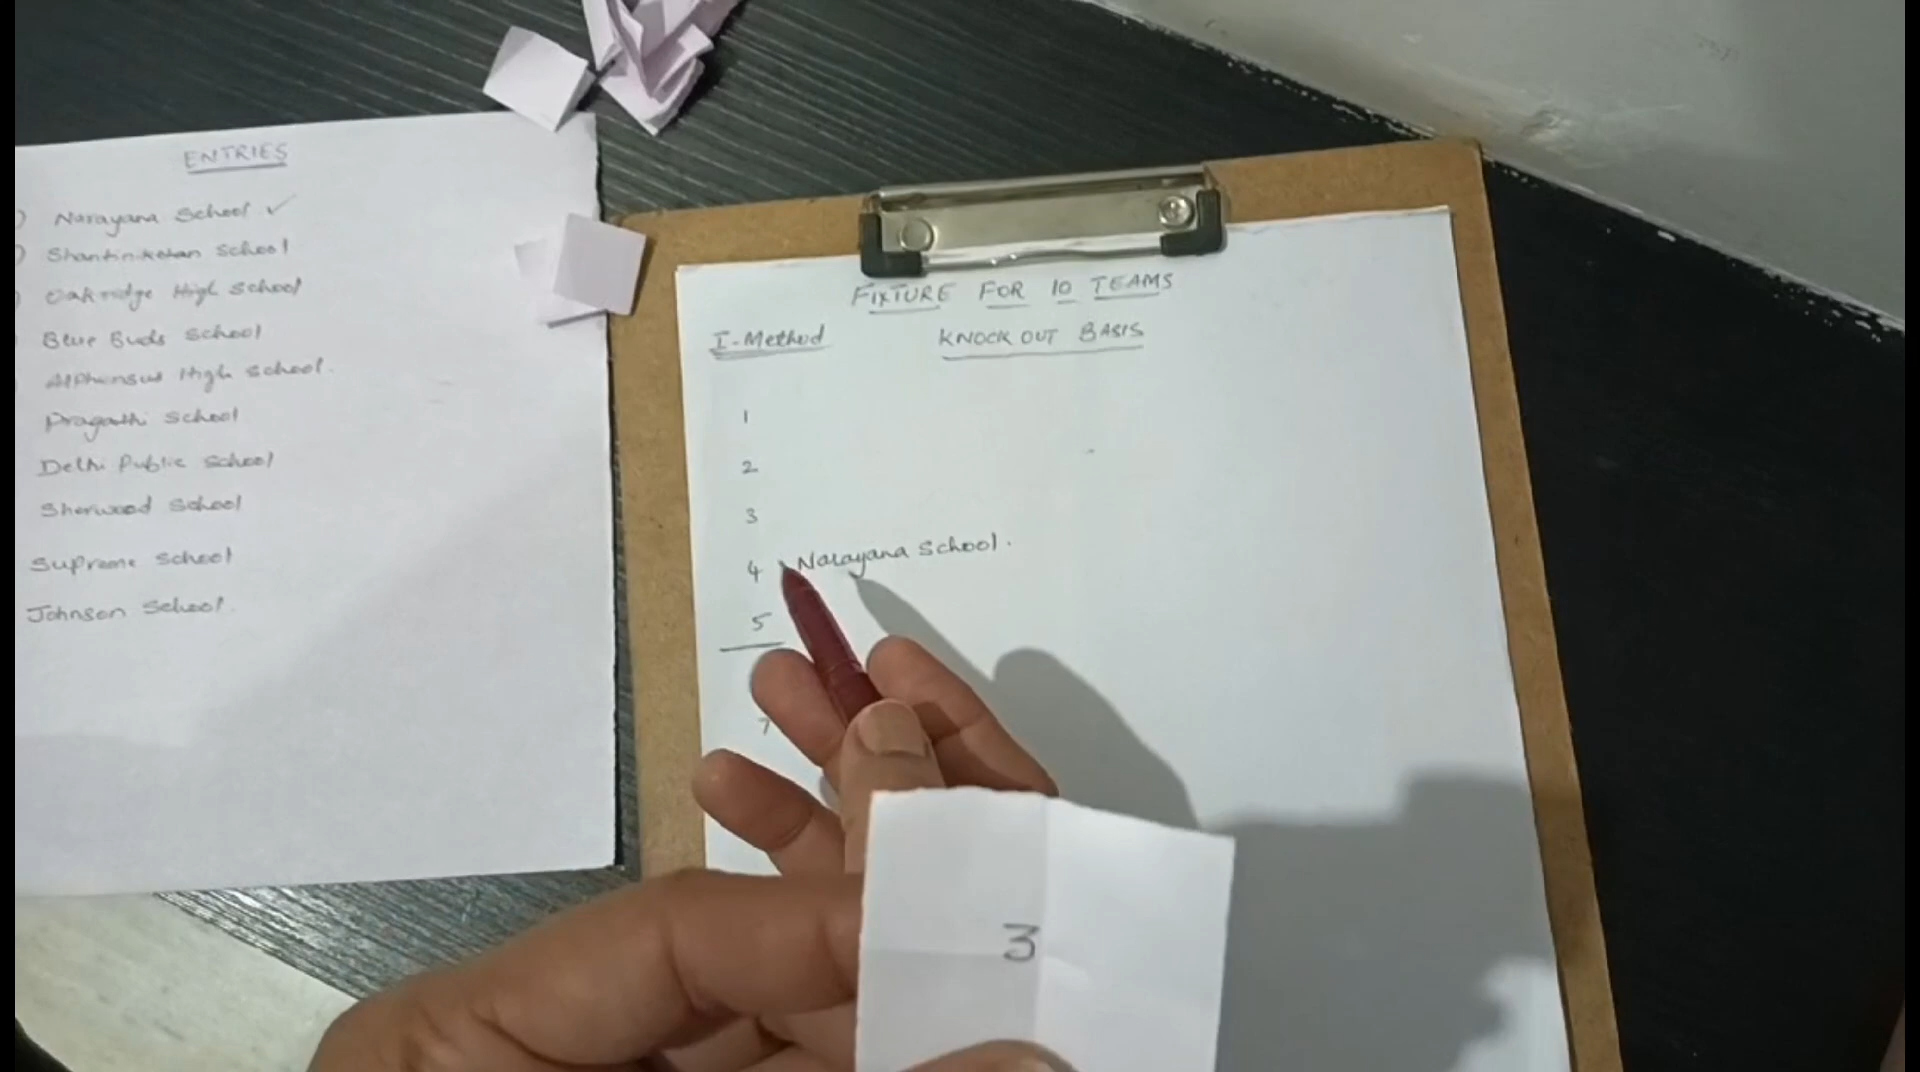 ENTRIES
Narayana School ✓
Shantiniketan School
Oakridge High School
Blue Buds School
Alphonsus High School.
Pragathi School
Delhi Public School
Sherwood School
Supreme School
Johnson School.
FIXTURE FOR 10 TEAMS
I-Method KNOCK OUT BASIS
1
2
3
4 Narayana School.
5
7
3